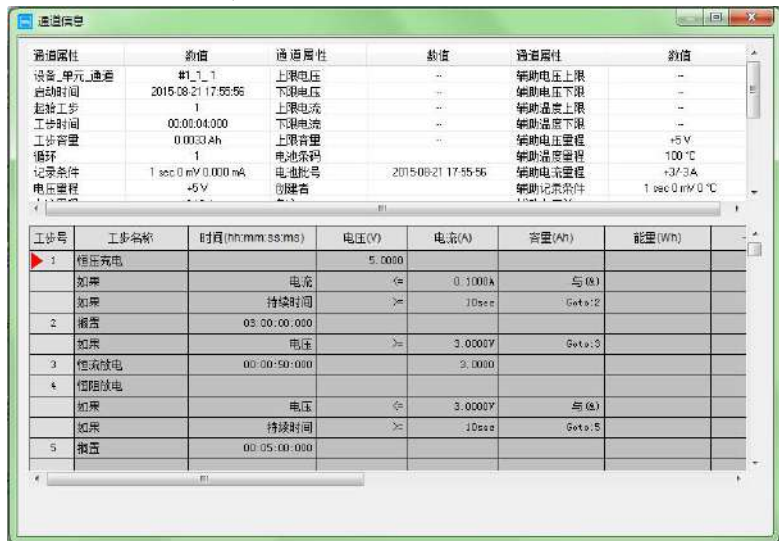 通道信息
通道属性 数值 通道属性 数值 通道属性 数值
设备_单元_通道 #1_1_1 上限电压 -- 辅助电压上限 --
启动时间 2015-08-21 17:55:56 下限电压 -- 辅助电压下限 --
起始工步 1 上限电流 -- 辅助温度上限 --
工步时间 00:00:04:000 下限电流 -- 辅助温度下限 --
工步容量 0.0033 Ah 上限容量 -- 辅助电压量程 +5 V
循环 1 电池条码 辅助温度量程 100 °C
记录条件 1 sec 0 mV 0.000 mA 电池批号 2015-08-21 17-55-56 辅助电流量程 +3/-3 A
电压量程 +5 V 创建者 辅助记录条件 1 sec 0 mV 0 °C
工步号 工步名称 时间(hh:mm:ss:ms) 电压(V) 电流(A) 容量(Ah) 能量(Wh)
1 恒压充电 5.0000
如果 电流 <= 0.1000A 与(&)
如果 持续时间 >= 10sec Goto:2
2 搁置 03:00:00:000
如果 电压 >= 3.0000V Goto:3
3 恒流放电 00:00:50:000 3.0000
4 恒阻放电
如果 电压 <= 3.0000V 与(&)
如果 持续时间 >= 10sec Goto:5
5 搁置 00:05:00:000